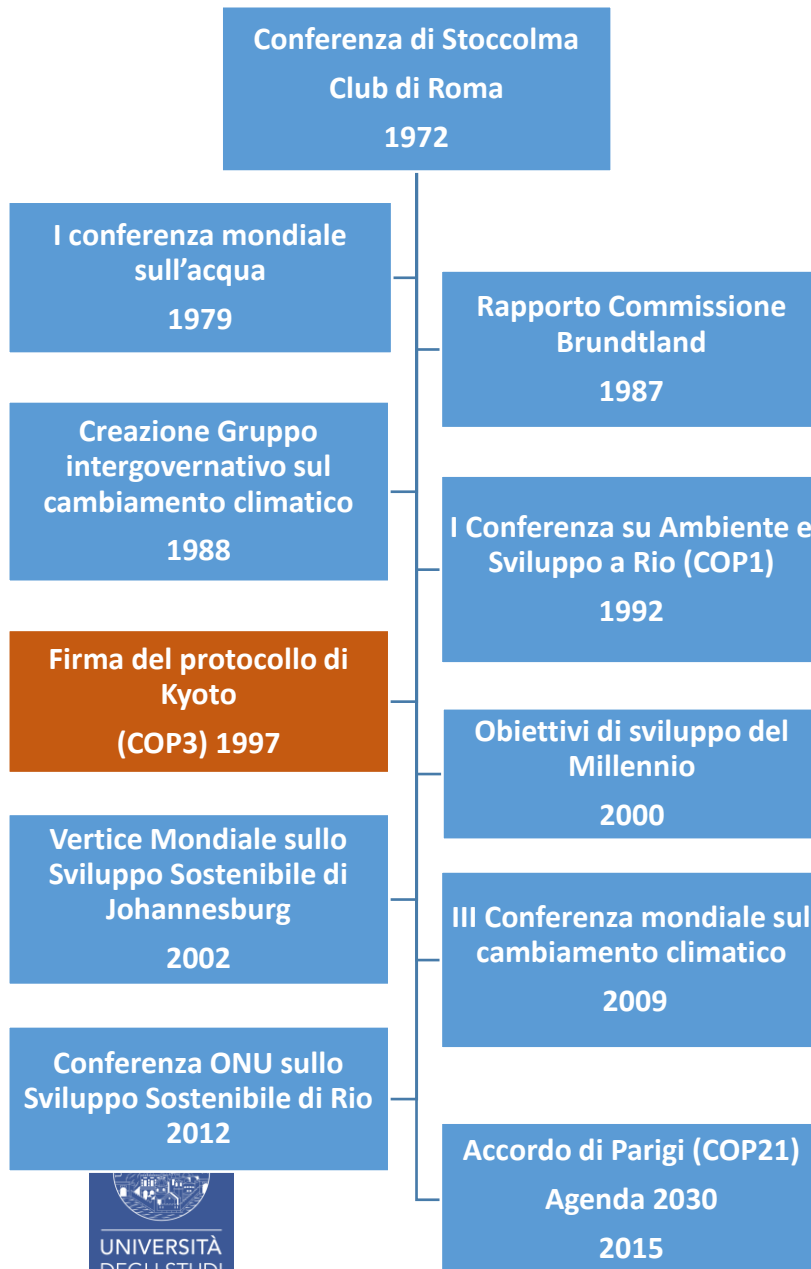 Conferenza di Stoccolma
Club di Roma
1972
I conferenza mondiale
sull’acqua
1979
Rapporto Commissione
Brundtland
1987
Creazione Gruppo
intergovernativo sul
cambiamento climatico
1988
I Conferenza su Ambiente e
Sviluppo a Rio (COP1)
1992
Firma del protocollo di
Kyoto
(COP3) 1997
Obiettivi di sviluppo del
Millennio
2000
Vertice Mondiale sullo
Sviluppo Sostenibile di
Johannesburg
2002
III Conferenza mondiale sul
cambiamento climatico
2009
Conferenza ONU sullo
Sviluppo Sostenibile di Rio
2012
Accordo di Parigi (COP21)
Agenda 2030
2015
UNIVERSITÀ
DEGLI STUDI